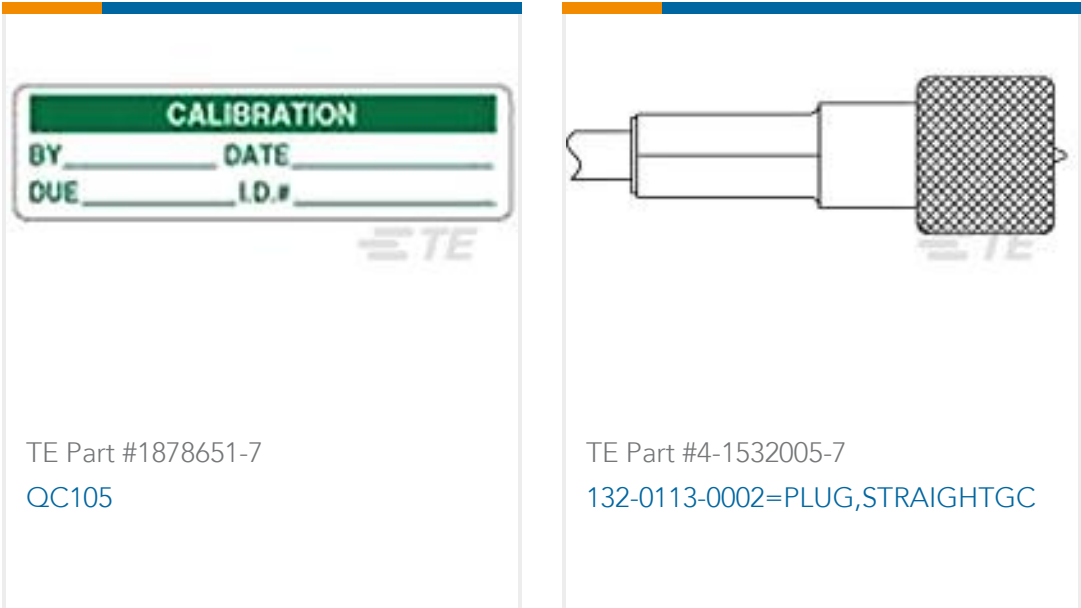 CALIBRATION
BY DATE
DUE I.D.#
TE
TE Part #1878651-7
QC105
TE
TE Part #4-1532005-7
132-0113-0002=PLUG,STRAIGHTGC